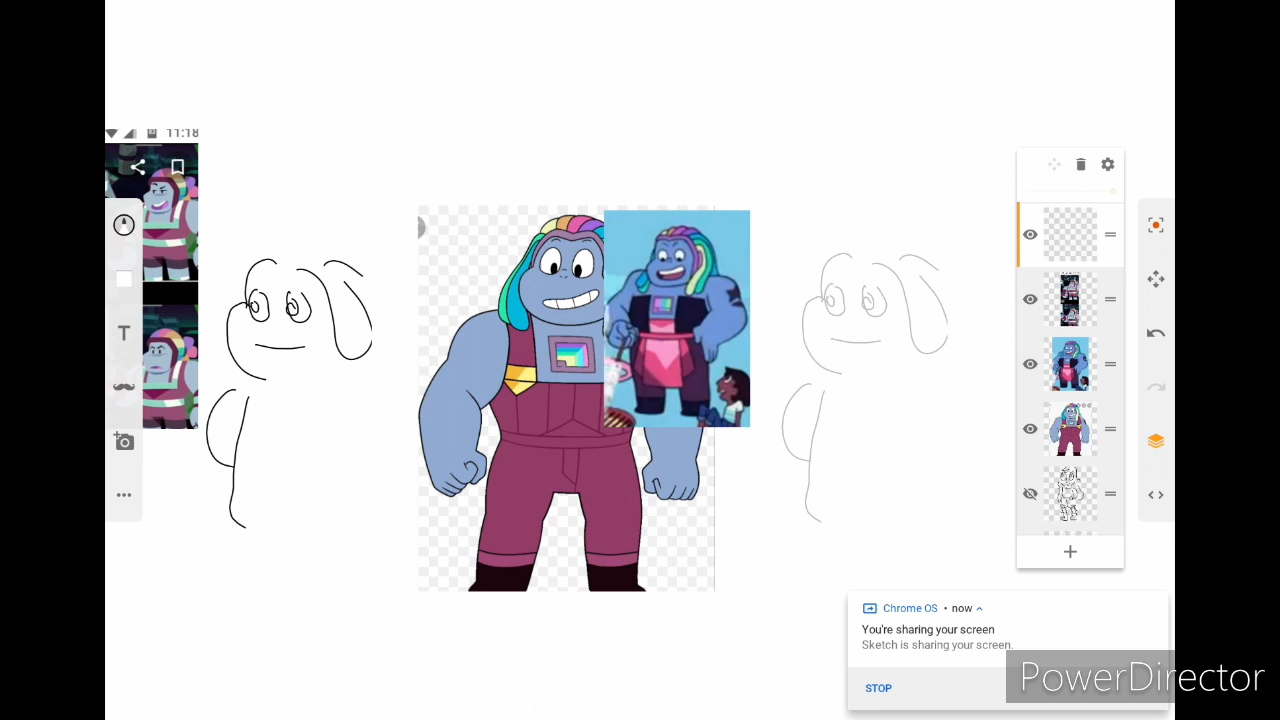 11:18
T
Chrome OS • now
You're sharing your screen
Sketch is sharing your screen.
STOP
PowerDirector